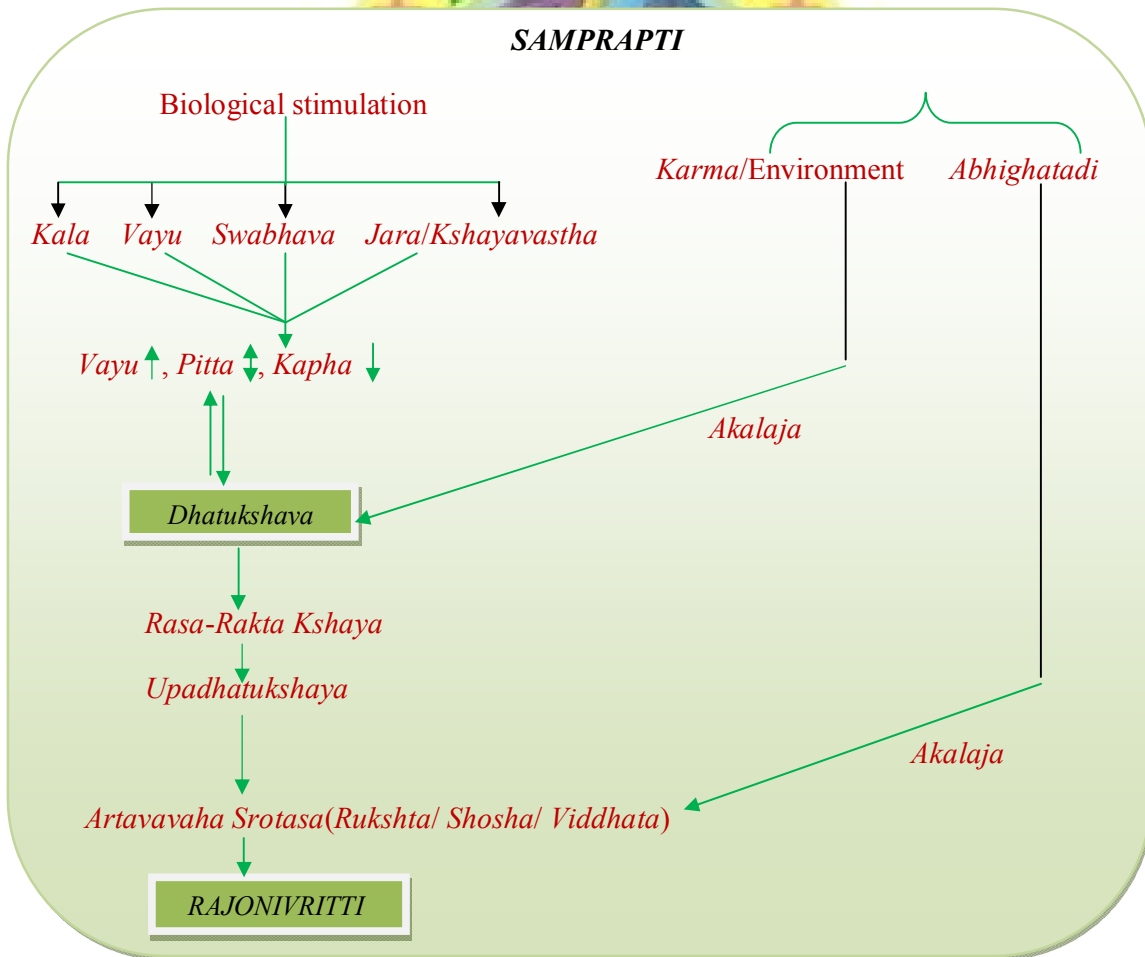 SAMPRAPTI
Biological stimulation
Karma/Environment Abhighatadi
Kala Vayu Swabhava Jara/Kshayavastha
Vayu , Pitta , Kapha
Akalaja
Dhatukshava
Rasa-Rakta Kshaya
Upadhatukshaya
Akalaja
Artavavaha Srotasa(Rukshta/ Shosha/ Viddhata)
RAJONIVRITTI